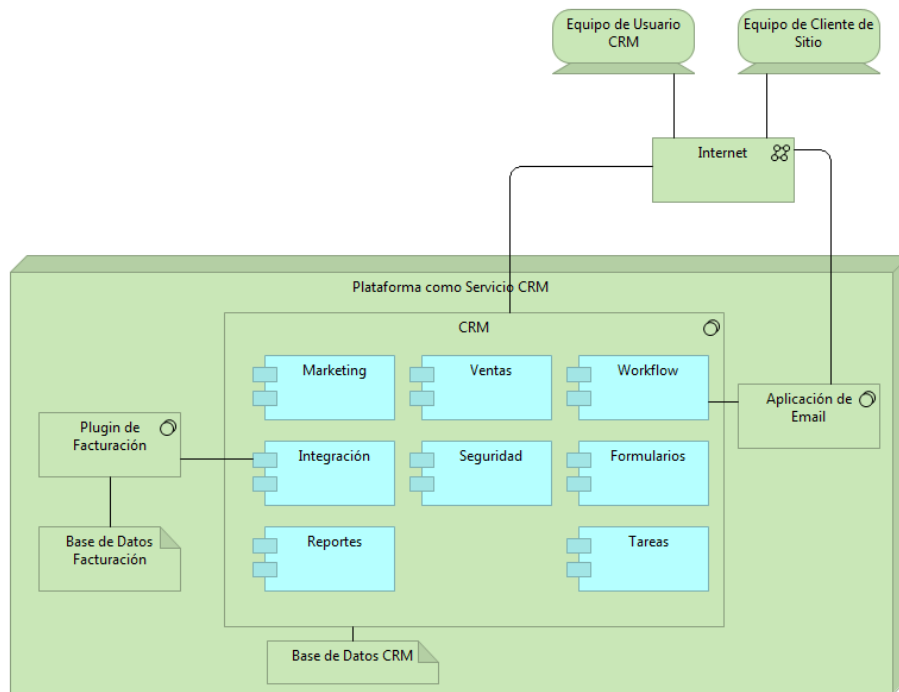 Equipo de Usuario
CRM
Equipo de Cliente de
Sitio
Internet
Plataforma como Servicio CRM
CRM
Marketing
Ventas
Workflow
Aplicación de
Email
Plugin de
Facturación
Integración
Seguridad
Formularios
Base de Datos
Facturación
Reportes
Tareas
Base de Datos CRM